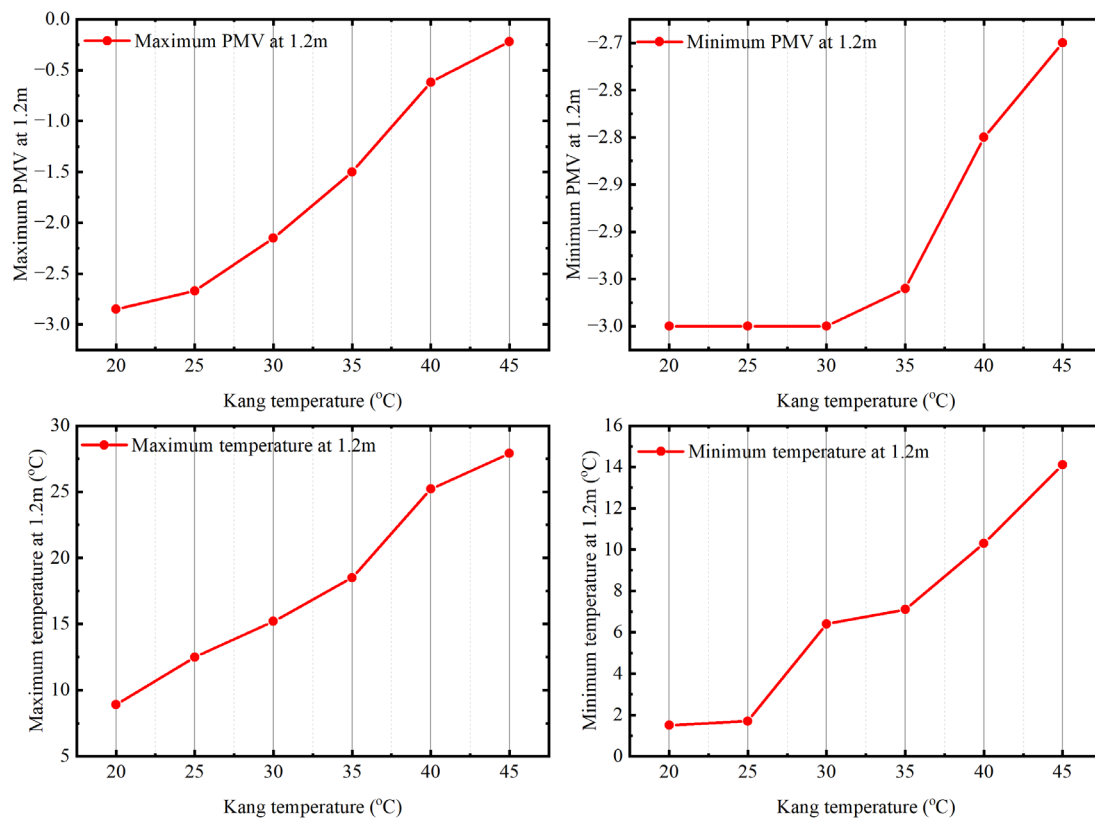 Maximum PMV at 1.2m
Maximum PMV at 1.2m
0.0
−0.5
−1.0
−1.5
−2.0
−2.5
−3.0
20 25 30 35 40 45
Kang temperature (°C)
Minimum PMV at 1.2m
Minimum PMV at 1.2m
−2.7
−2.8
−2.8
−2.9
−2.9
−3.0
−3.0
20 25 30 35 40 45
Kang temperature (°C)
Maximum temperature at 1.2m
Maximum temperature at 1.2m (°C)
30
25
20
15
10
5
20 25 30 35 40 45
Kang temperature (°C)
Minimum temperature at 1.2m
Minimum temperature at 1.2m (°C)
16
14
12
10
8
6
4
2
0
20 25 30 35 40 45
Kang temperature (°C)